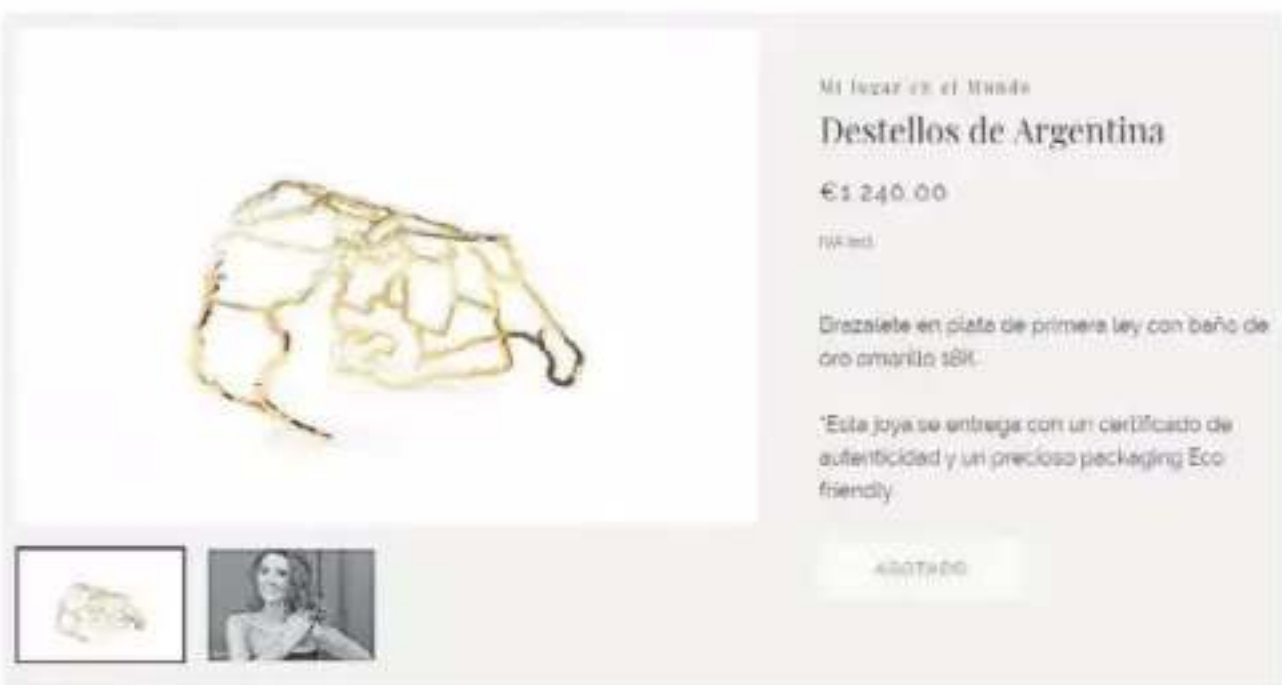 Mi lugar en el Mundo
Destellos de Argentina
€1.240,00
IVA incl.
Brazalete en plata de primera ley con baño de
oro amarillo 18K.
*Esta joya se entrega con un certificado de
autenticidad y un precioso packaging Eco
friendly
AGOTADO